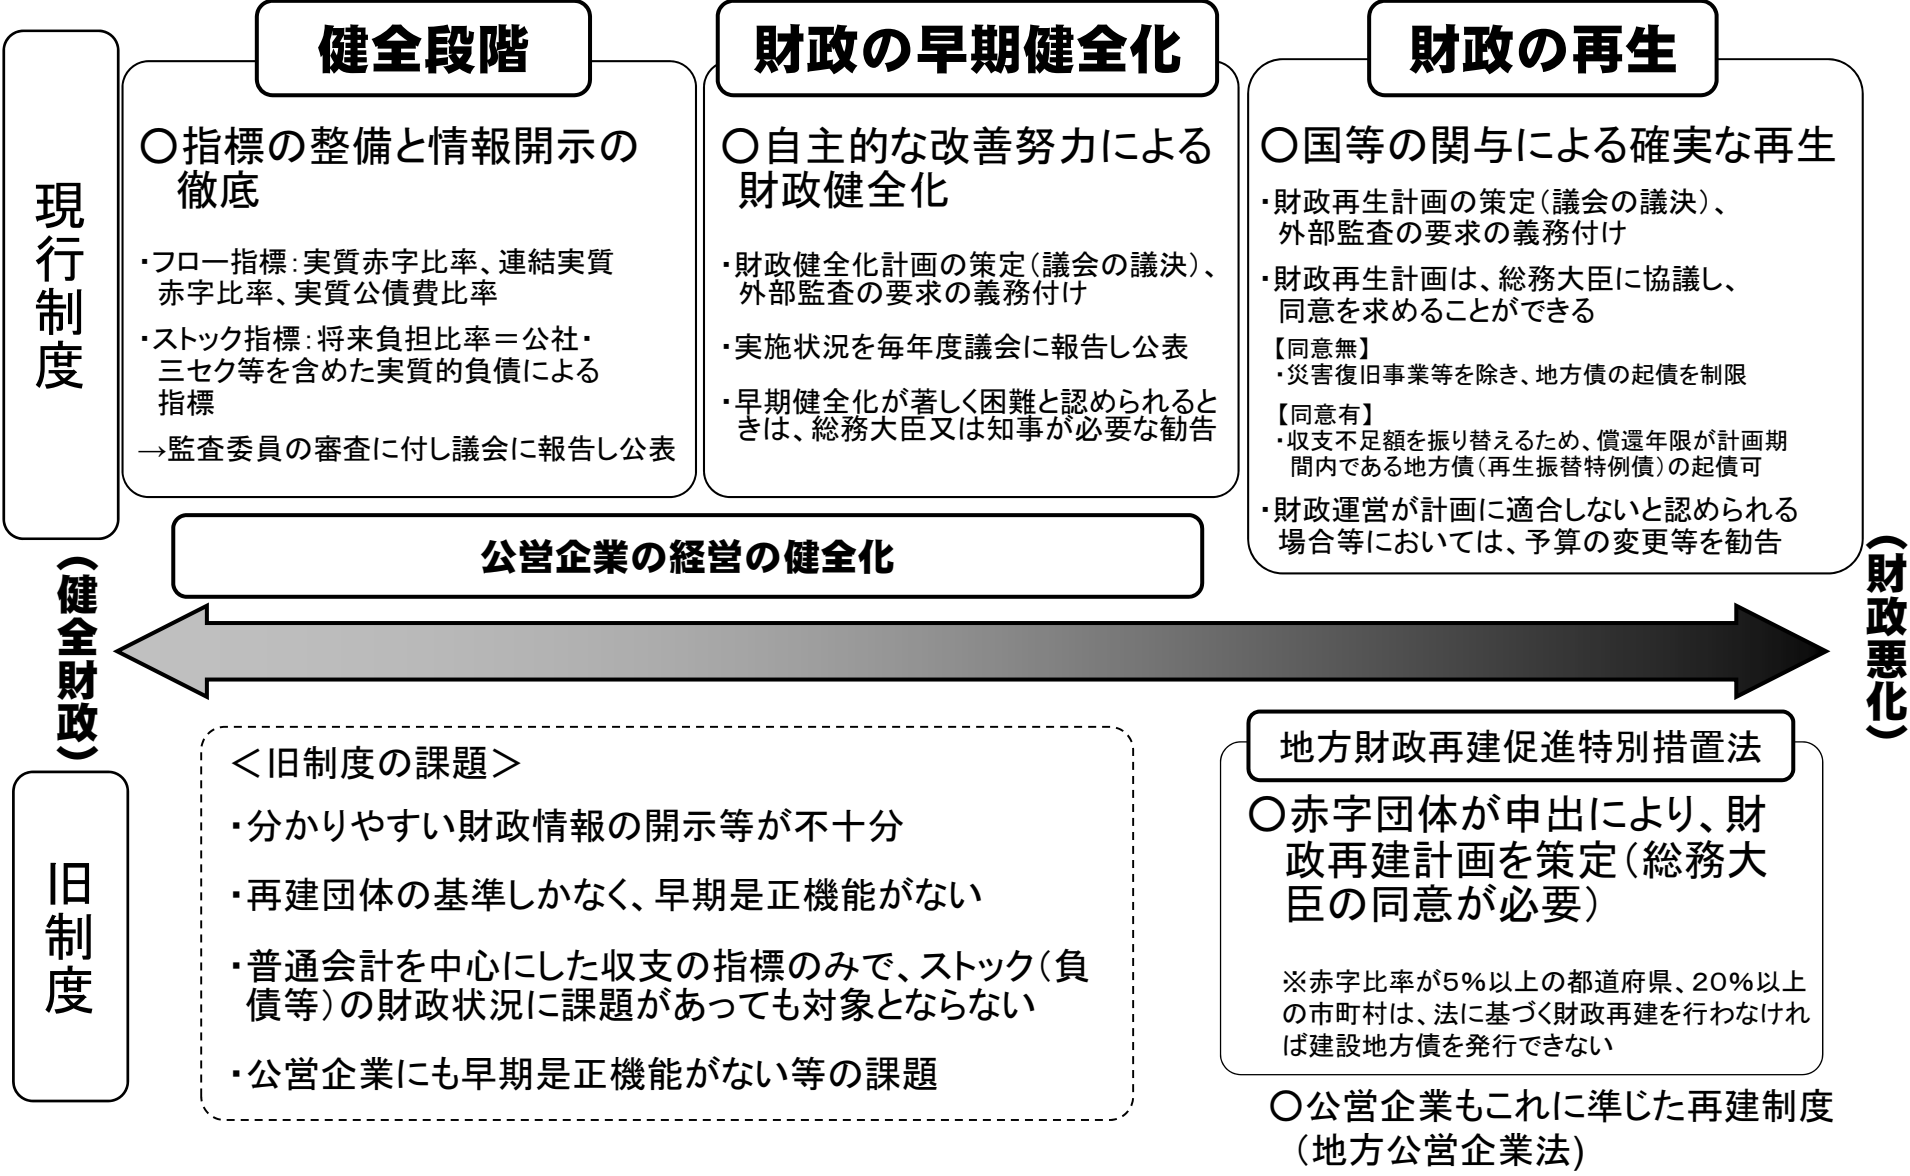 現行制度
健全段階
〇指標の整備と情報開示の
徹底
・フロー指標：実質赤字比率、連結実質
赤字比率、実質公債費比率
・ストック指標：将来負担比率＝公社・
三セク等を含めた実質的負債による
指標
→監査委員の審査に付し議会に報告し公表
財政の早期健全化
〇自主的な改善努力による
財政健全化
・財政健全化計画の策定（議会の議決）、
外部監査の要求の義務付け
・実施状況を毎年度議会に報告し公表
・早期健全化が著しく困難と認められると
きは、総務大臣又は知事が必要な勧告
財政の再生
〇国等の関与による確実な再生
・財政再生計画の策定（議会の議決）、
外部監査の要求の義務付け
・財政再生計画は、総務大臣に協議し、
同意を求めることができる
【同意無】
・災害復旧事業等を除き、地方債の起債を制限
【同意有】
・収支不足額を振り替えるため、償還年限が計画期
間内である地方債（再生振替特例債）の起債可
・財政運営が計画に適合しないと認められる
場合等においては、予算の変更等を勧告
公営企業の経営の健全化
（健全財政）
（財政悪化）
旧制度
＜旧制度の課題＞
・分かりやすい財政情報の開示等が不十分
・再建団体の基準しかなく、早期是正機能がない
・普通会計を中心にした収支の指標のみで、ストック（負
債等）の財政状況に課題があっても対象とならない
・公営企業にも早期是正機能がない等の課題
地方財政再建促進特別措置法
〇赤字団体が申出により、財
政再建計画を策定（総務大
臣の同意が必要）
※赤字比率が5％以上の都道府県、20％以上
の市町村は、法に基づく財政再建を行わなけれ
ば建設地方債を発行できない
〇公営企業もこれに準じた再建制度
（地方公営企業法)